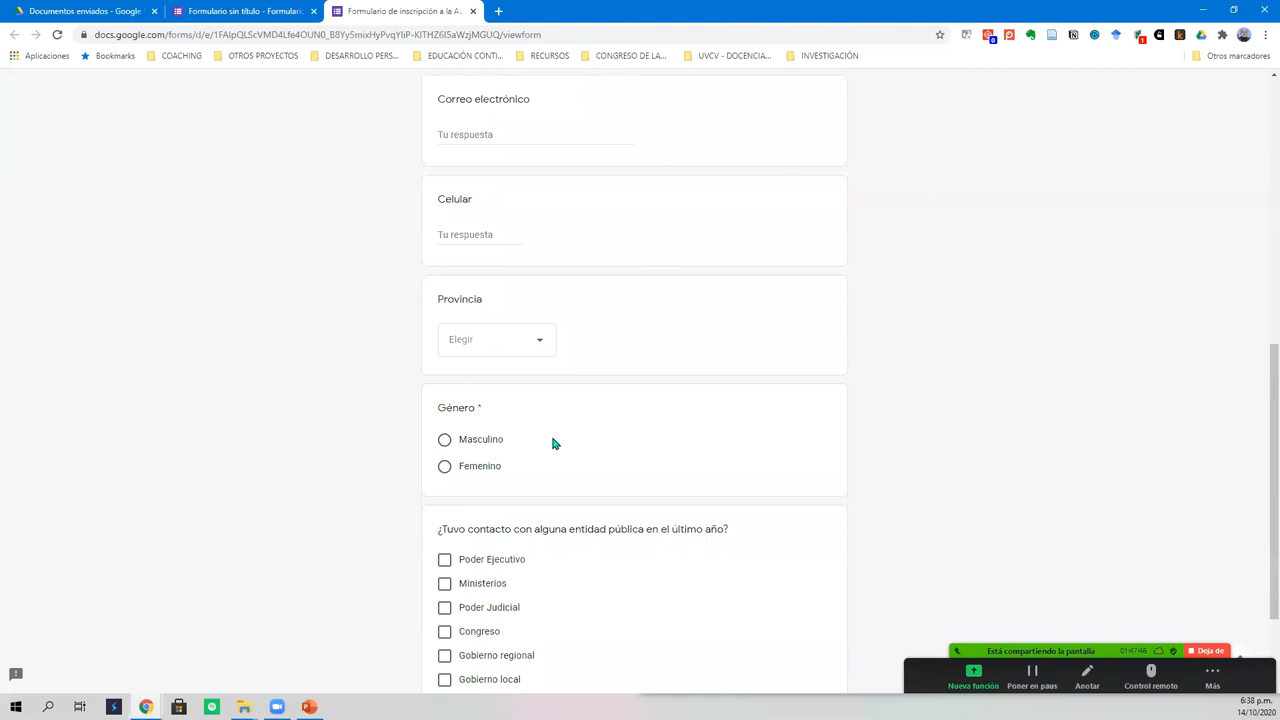 Documentos enviados - Google
Formulario sin título - Formulario
Formulario de inscripción a la Au
docs.google.com/forms/d/e/1FAIpQLScVMD4Lfe4OUN0_B8Yy5mixHyPvqYIiP-KITHZ6I5aWzjMGUQ/viewform
Aplicaciones
Bookmarks
COACHING
OTROS PROYECTOS
DESARROLLO PERS...
EDUCACIÓN CONTI...
RECURSOS
CONGRESO DE LA...
UVCV - DOCENCIA...
INVESTIGACIÓN
Otros marcadores
Correo electrónico
Tu respuesta
Celular
Tu respuesta
Provincia
Elegir
Género *
Masculino
Femenino
¿Tuvo contacto con alguna entidad pública en el último año?
Poder Ejecutivo
Ministerios
Poder Judicial
Congreso
Gobierno regional
Gobierno local
Está compartiendo la pantalla
01:47:46
Deja de
Nueva función
Poner en paus
Anotar
Control remoto
Más
6:38 p.m.
14/10/2020